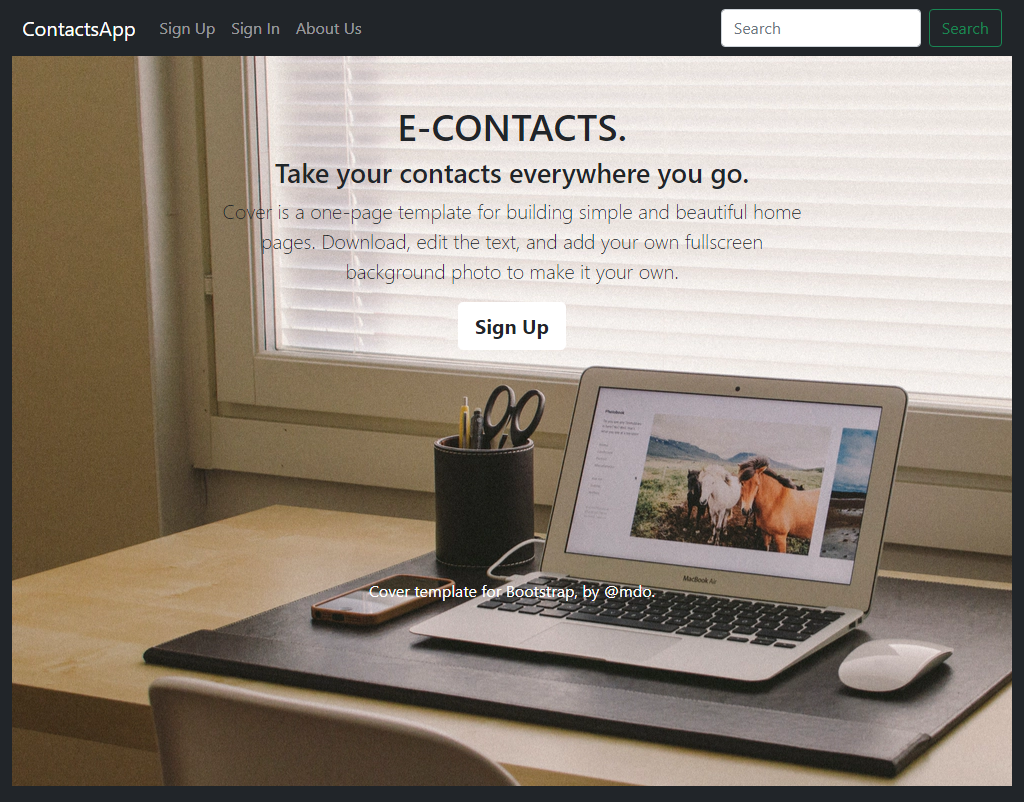 ContactsApp Sign Up Sign In About Us Search Search
E-CONTACTS.
Take your contacts everywhere you go.
Cover is a one-page template for building simple and beautiful home
pages. Download, edit the text, and add your own fullscreen
background photo to make it your own.
Sign Up
MacBook Air
Cover template for Bootstrap, by @mdo.